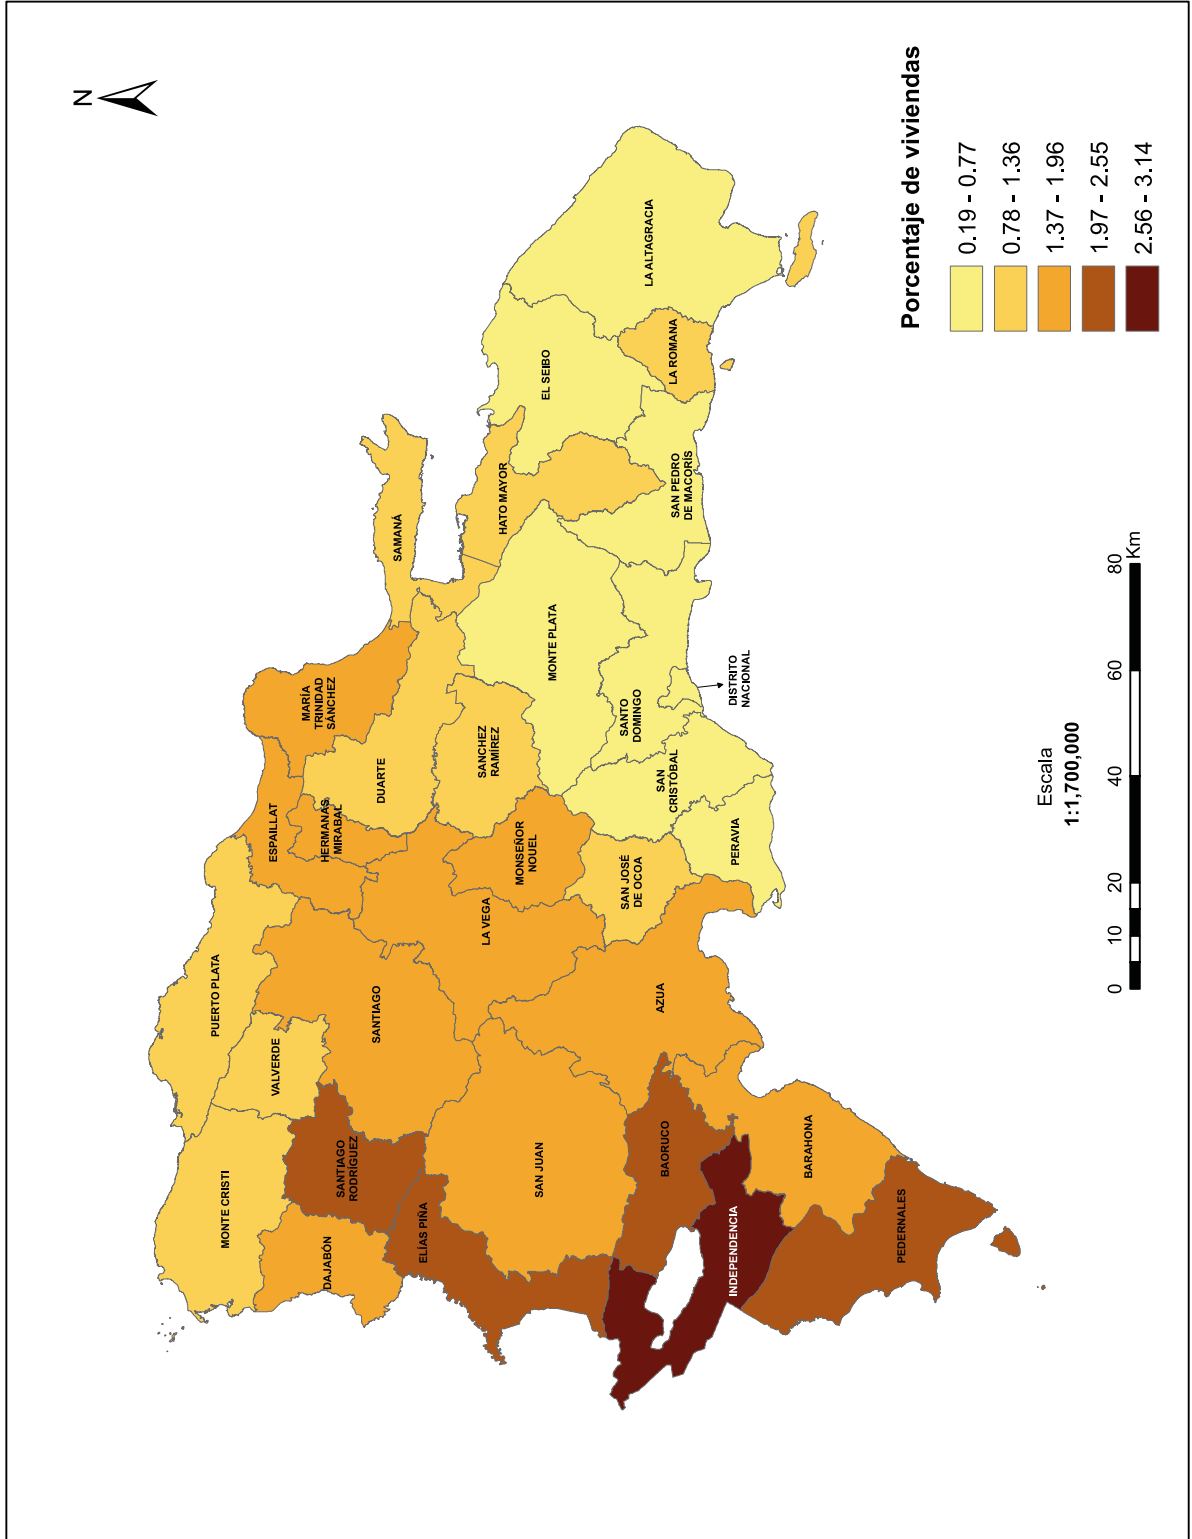 N
PUERTO PLATA
MONTE CRISTI
VALVERDE
ESPAILLAT
MARÍA
TRINIDAD
SÁNCHEZ
HERMANAS
MIRABAL
DAJABÓN
SANTIAGO
RODRÍGUEZ
SANTIAGO
DUARTE
SAMANÁ
ELÍAS PIÑA
LA VEGA
SANCHEZ
RAMÍREZ
HATO MAYOR
SAN JUAN
MONSEÑOR
NOUEL
MONTE PLATA
EL SEIBO
LA ALTAGRACIA
SAN JOSÉ
DE OCOA
SANTO
DOMINGO
BAORUCO
AZUA
SAN
CRISTÓBAL
SAN PEDRO
DE MACORÍS
LA ROMANA
INDEPENDENCIA
PERAVIA
DISTRITO
NACIONAL
BARAHONA
PEDERNALES
Porcentaje de viviendas
0.19 - 0.77
0.78 - 1.36
1.37 - 1.96
1.97 - 2.55
2.56 - 3.14
Escala
1:1,700,000
0 10 20 40 60 80
Km